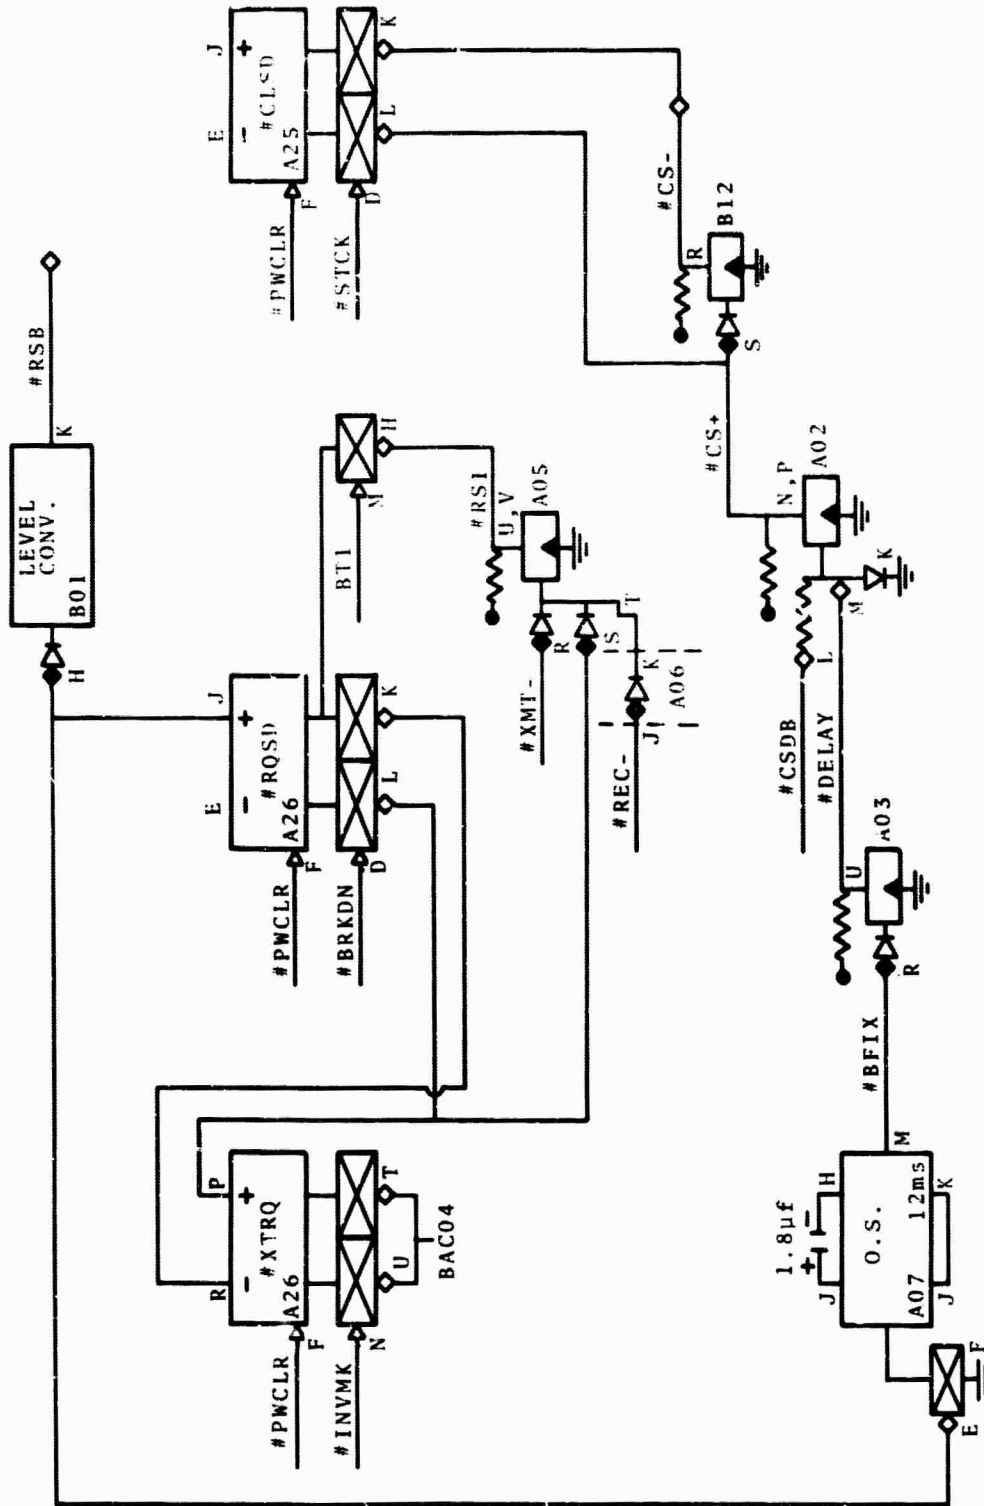 LEVEL
CONV.
B01
H
K
#RSB
R
P
-
+
#XTRQ
A26
#PWCLR
F
#INVMK
N
U
T
BAC04
E
J
-
+
#RQSD
A26
#PWCLR
F
#BRKDN
D
L
K
BT1
M
H
#RS1
U,V
A05
#XMT-
R
S
T
#REC-
J
K
A06
E
J
-
+
#CLSD
A25
#PWCLR
F
#STCK
D
L
K
#CS-
R
B12
S
#CS+
N,P
A02
#CSDB
L
M
K
#DELAY
U
A03
R
#BFIX
M
1.8μf
+
-
J
H
O.S.
A07
12ms
J
K
E
F